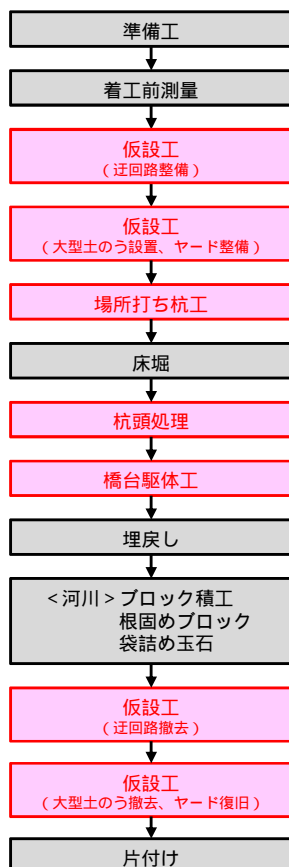 準備工
着工前測量
仮設工
(迂回路整備)
仮設工
(大型土のう設置、ヤード整備)
場所打ち杭工
床掘
杭頭処理
橋台駆体工
埋戻し
<河川>ブロック積工
根固めブロック
袋詰め玉石
仮設工
(迂回路撤去)
仮設工
(大型土のう撤去、ヤード復旧)
片付け